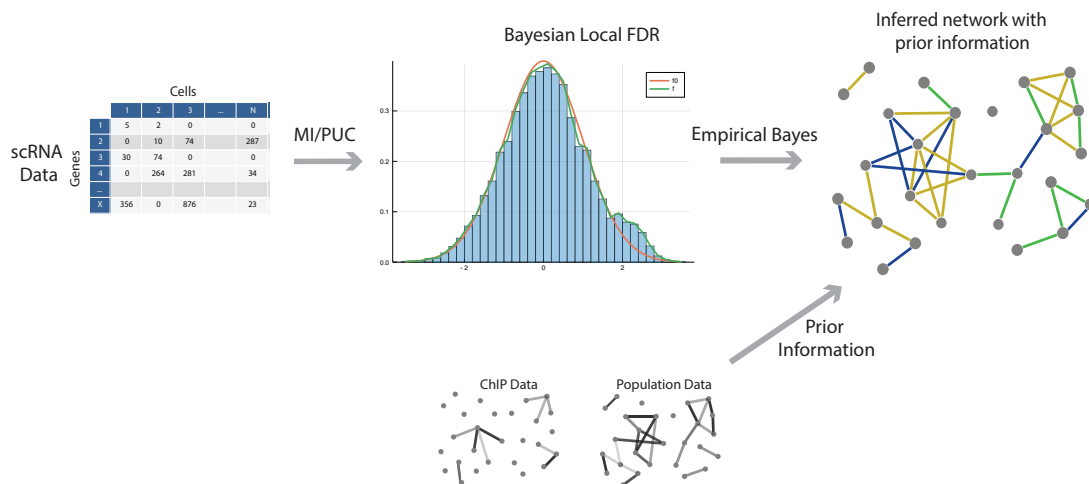 Bayesian Local FDR
Inferred network with
prior information
Cells
1 2 3 ... N
1 5 2 0 0
2 0 10 74 287
3 30 74 0 0
4 0 264 281 34
...
X 356 0 876 23
scRNA
Data
Genes
MI/PUC
f0
f
0.3
0.2
0.1
0.0
- 2 0 2
Empirical Bayes
Prior
Information
ChIP Data
Population Data